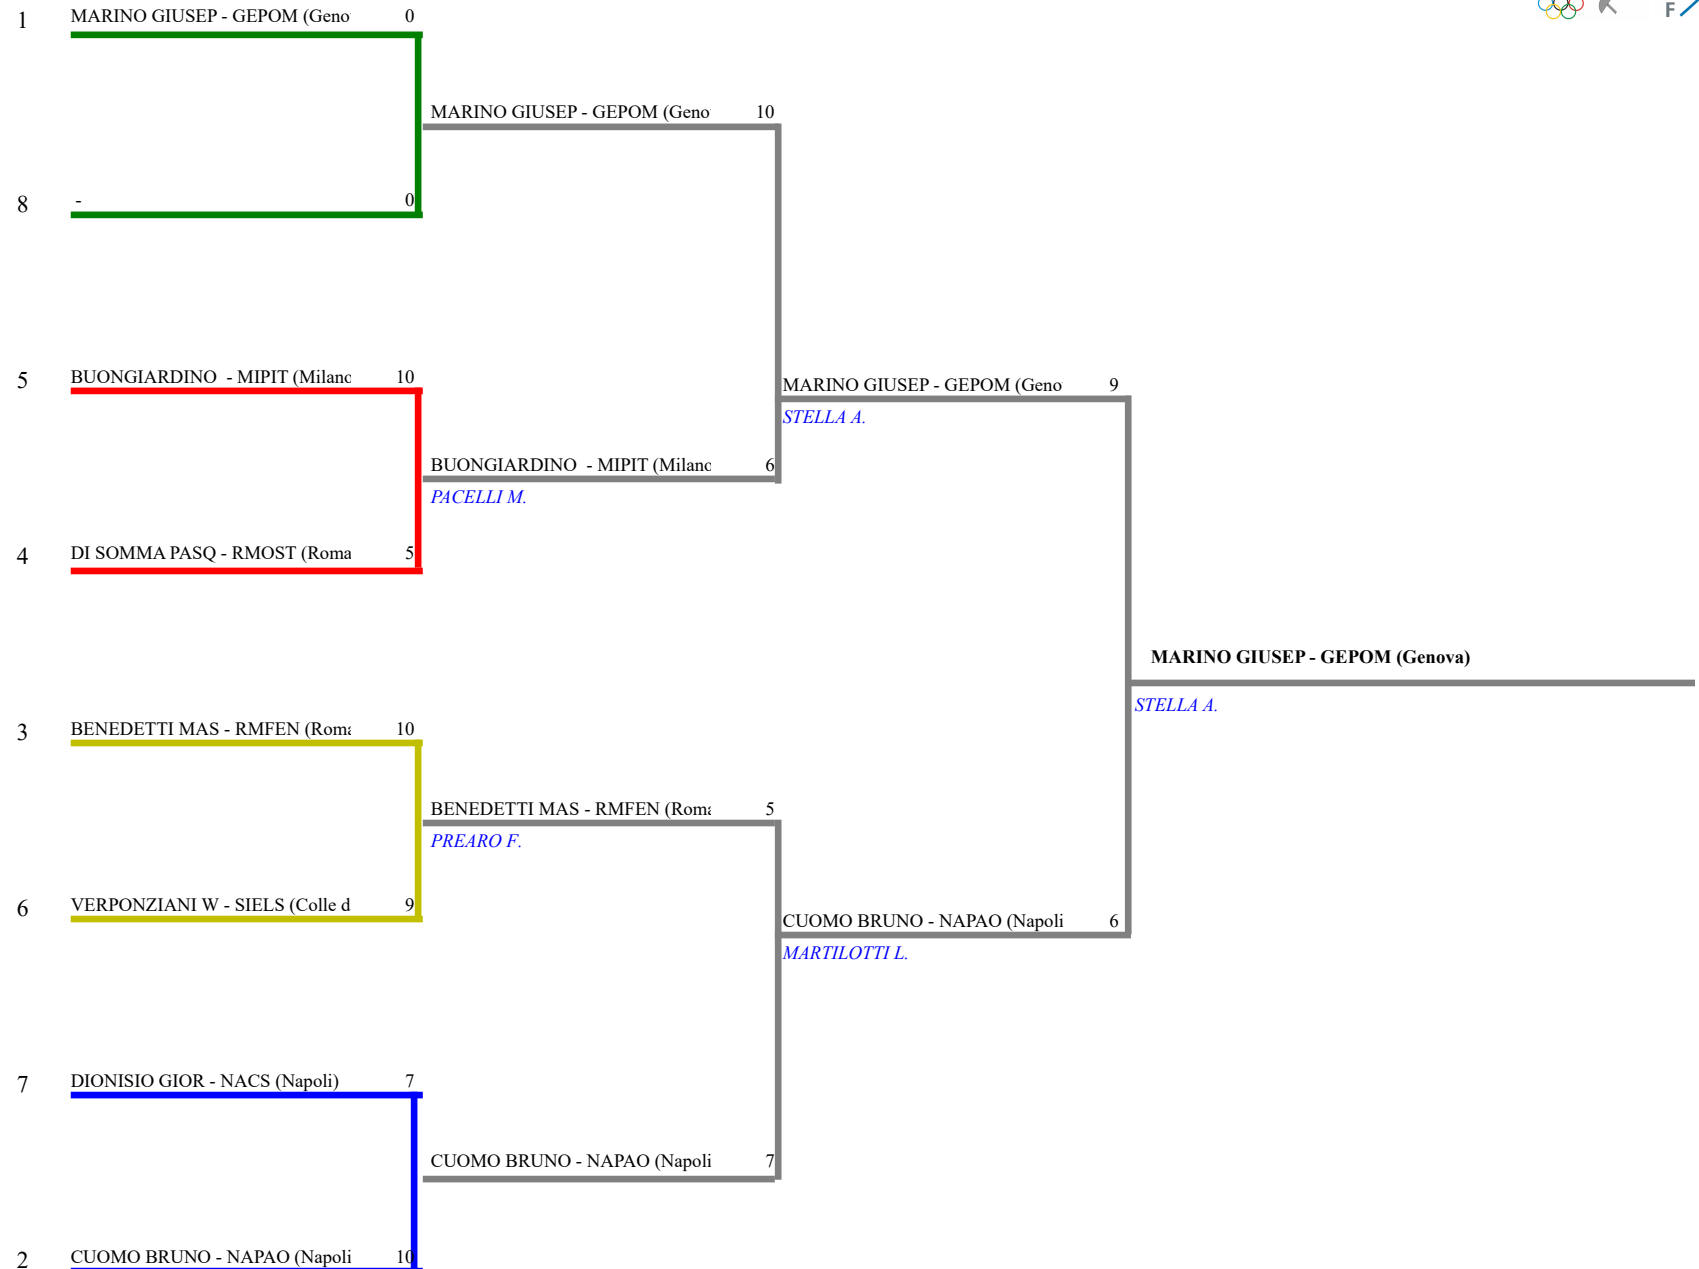 1 MARINO GIUSEP - GEPOM (Geno 0
F
MARINO GIUSEP - GEPOM (Geno 10
8 - 0
5 BUONGIARDINO - MIPIT (Milano 10
MARINO GIUSEP - GEPOM (Geno 9
STELLA A.
BUONGIARDINO - MIPIT (Milano 6
PACELLI M.
4 DI SOMMA PASQ - RMOST (Roma 5
MARINO GIUSEP - GEPOM (Genova)
STELLA A.
3 BENEDETTI MAS - RMFEN (Roma 10
BENEDETTI MAS - RMFEN (Roma 5
PREARO F.
6 VERPONZIANI W - SIELS (Colle d 9
CUOMO BRUNO - NAPAO (Napoli 6
MARTILOTTI L.
7 DIONISIO GIOR - NACS (Napoli) 7
CUOMO BRUNO - NAPAO (Napoli 7
2 CUOMO BRUNO - NAPAO (Napoli 10